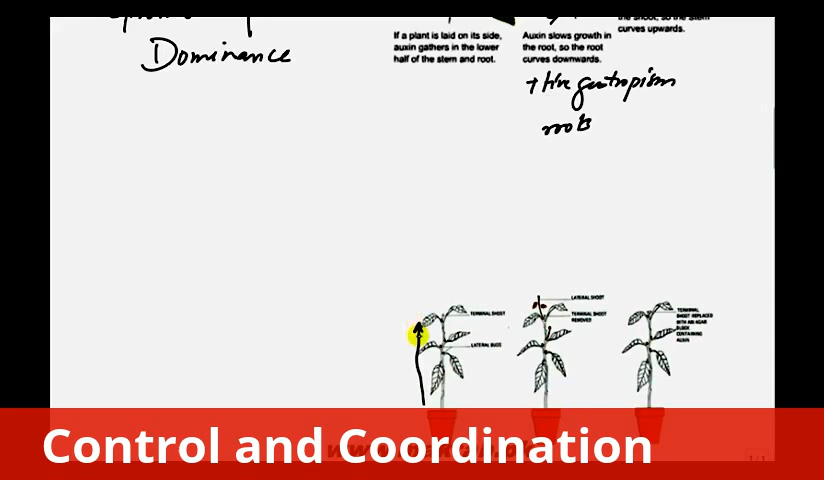 Dominance
the shoot, so the stem
curves upwards.
If a plant is laid on its side,
auxin gathers in the lower
half of the stem and root.
Auxin slows growth in
the root, so the root
curves downwards.
+tive geotropism
roots
LATERAL SHOOT
TERMINAL SHOOT
LATERAL BUDS
TERMINAL SHOOT
REMOVED
TERMINAL
SHOOT REPLACED
WITH AN AGAR
BLOCK
CONTAINING
AUXIN
Control and Coordination
1/1